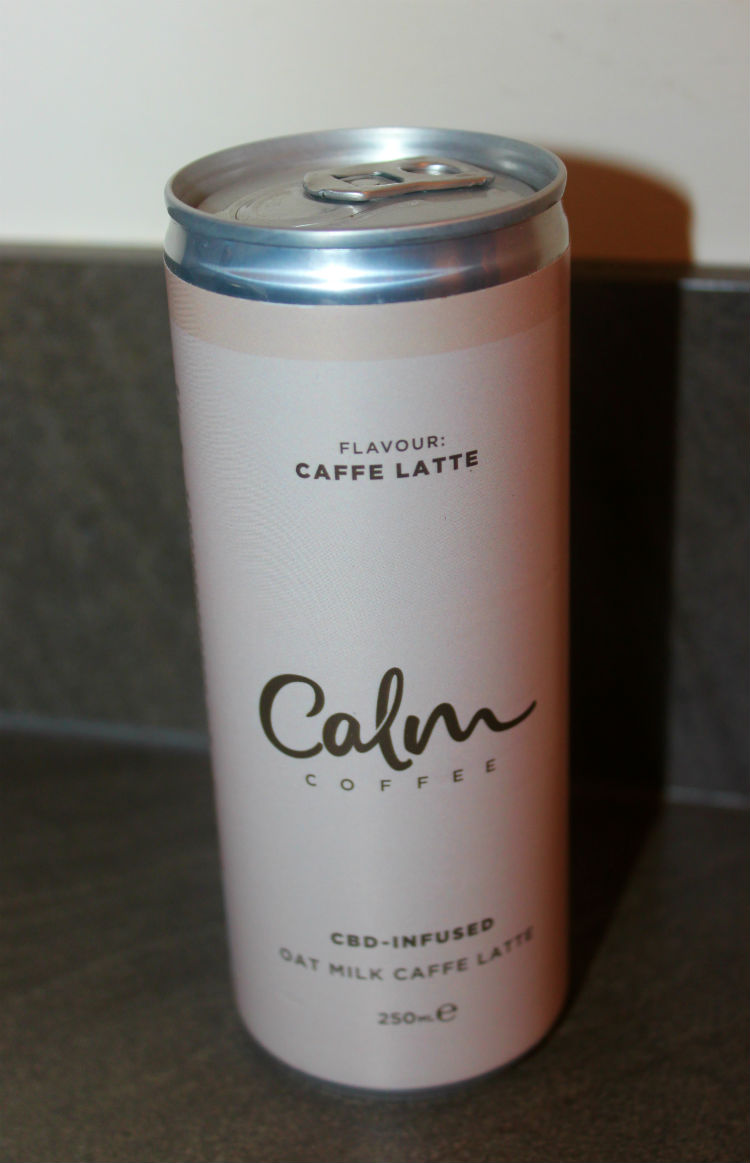 FLAVOUR:
CAFFE LATTE
Calm
COFFEE
CBD-INFUSED
OAT MILK CAFFE LATTE
250mL ℮